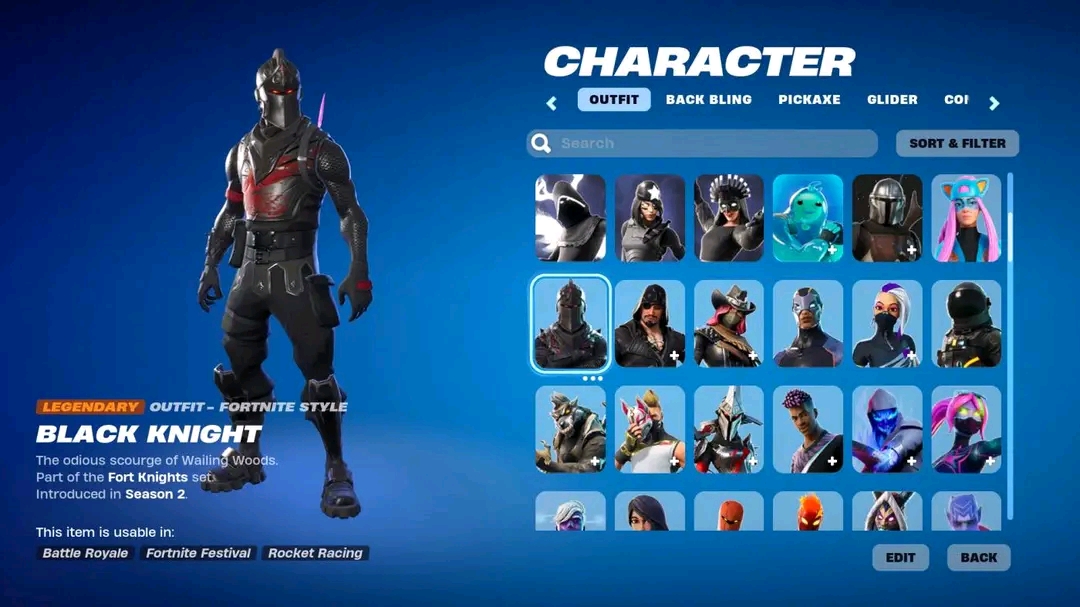 CHARACTER
OUTFIT BACK BLING PICKAXE GLIDER
Search
SORT & FILTER
LEGENDARY OUTFIT - FORTNITE STYLE
BLACK KNIGHT
The odious scourge of Wailing Woods.
Part of the Fort Knights set.
Introduced in Season 2.
This item is usable in:
Battle Royale Fortnite Festival Rocket Racing
EDIT BACK